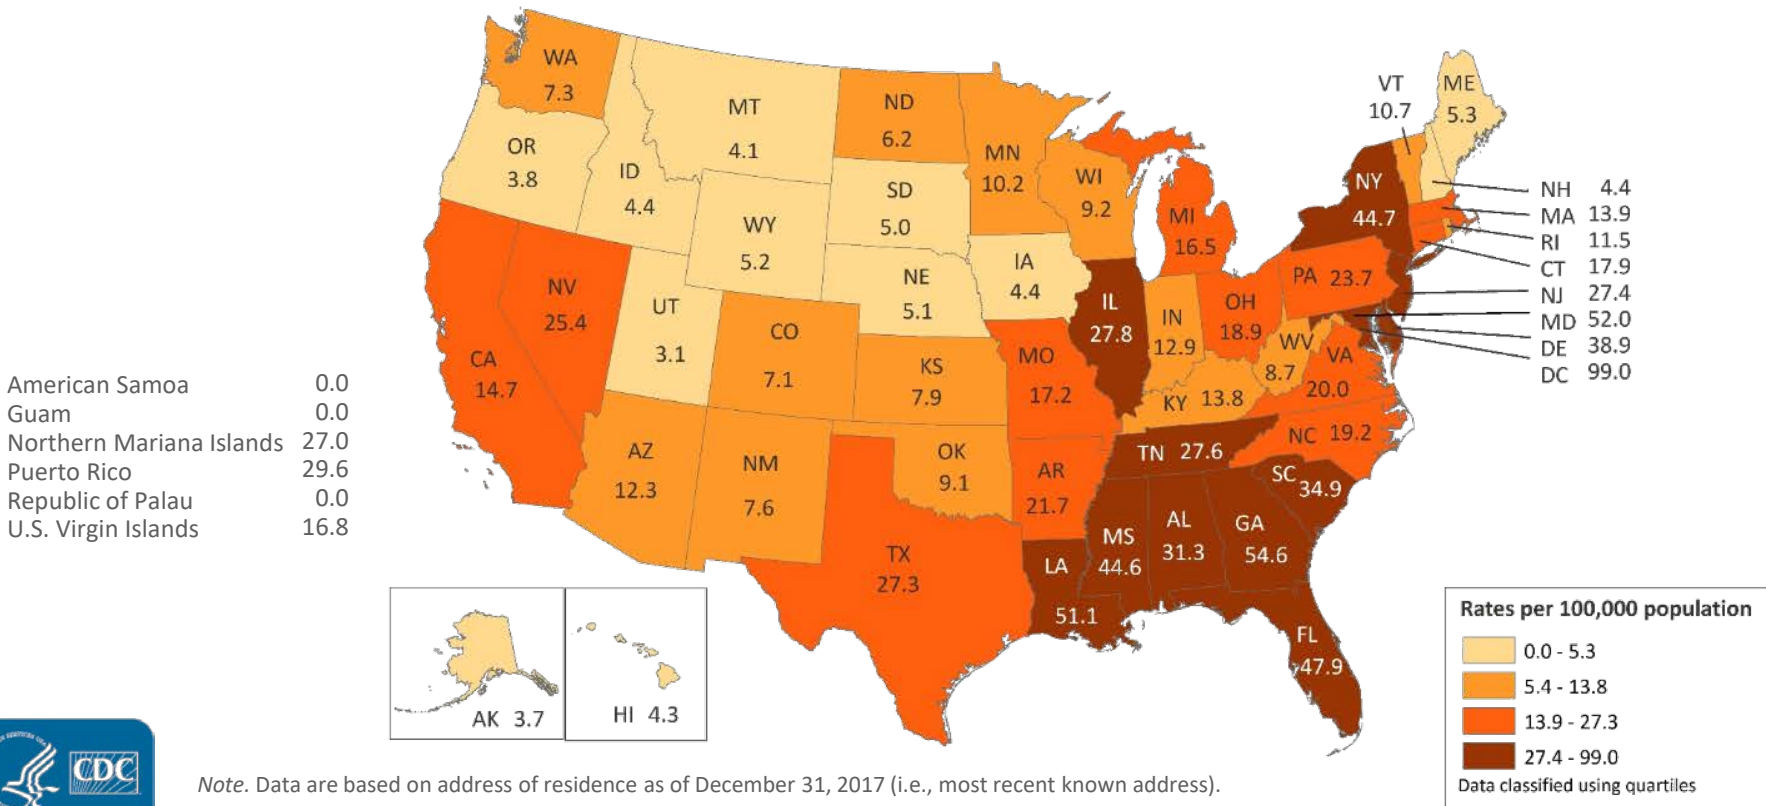 WA
7.3
OR
3.8
ID
4.4
MT
4.1
ND
6.2
SD
5.0
WY
5.2
NE
5.1
MN
10.2
WI
9.2
IA
4.4
MI
16.5
VT
10.7
ME
5.3
NY
44.7
NH 4.4
MA 13.9
RI 11.5
CT 17.9
NJ 27.4
MD 52.0
DE 38.9
DC 99.0
PA 23.7
NV
25.4
UT
3.1
CO
7.1
CA
14.7
KS
7.9
MO
17.2
IL
27.8
IN
12.9
OH
18.9
WV
8.7
VA
20.0
KY 13.8
NC 19.2
TN 27.6
SC
34.9
AZ
12.3
NM
7.6
OK
9.1
AR
21.7
TX
27.3
LA
51.1
MS
44.6
AL
31.3
GA
54.6
FL
47.9
AK 3.7
HI 4.3
American Samoa 0.0
Guam 0.0
Northern Mariana Islands 27.0
Puerto Rico 29.6
Republic of Palau 0.0
U.S. Virgin Islands 16.8
Rates per 100,000 population
0.0 - 5.3
5.4 - 13.8
13.9 - 27.3
27.4 - 99.0
Data classified using quartiles
CDC
Note. Data are based on address of residence as of December 31, 2017 (i.e., most recent known address).